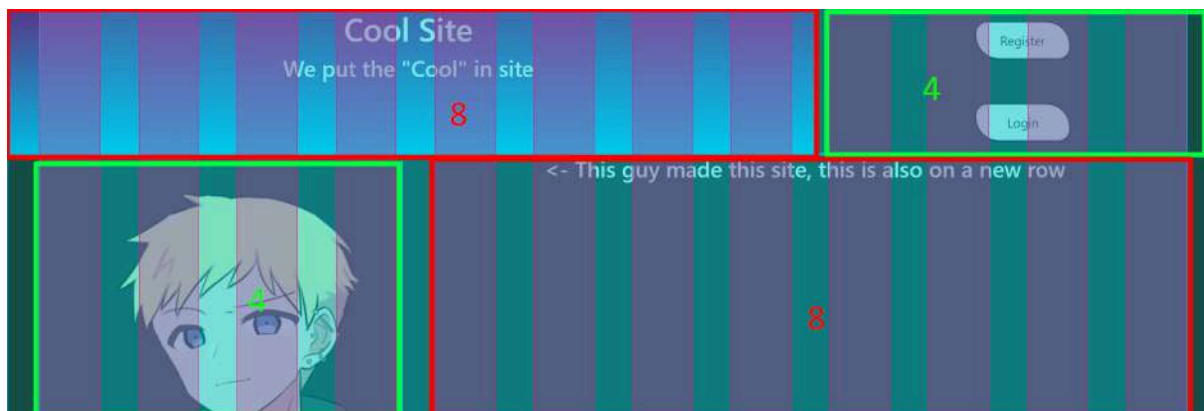 Cool Site
We put the "Cool" in site
8
Register
4
Login
<- This guy made this site, this is also on a new row
4
8